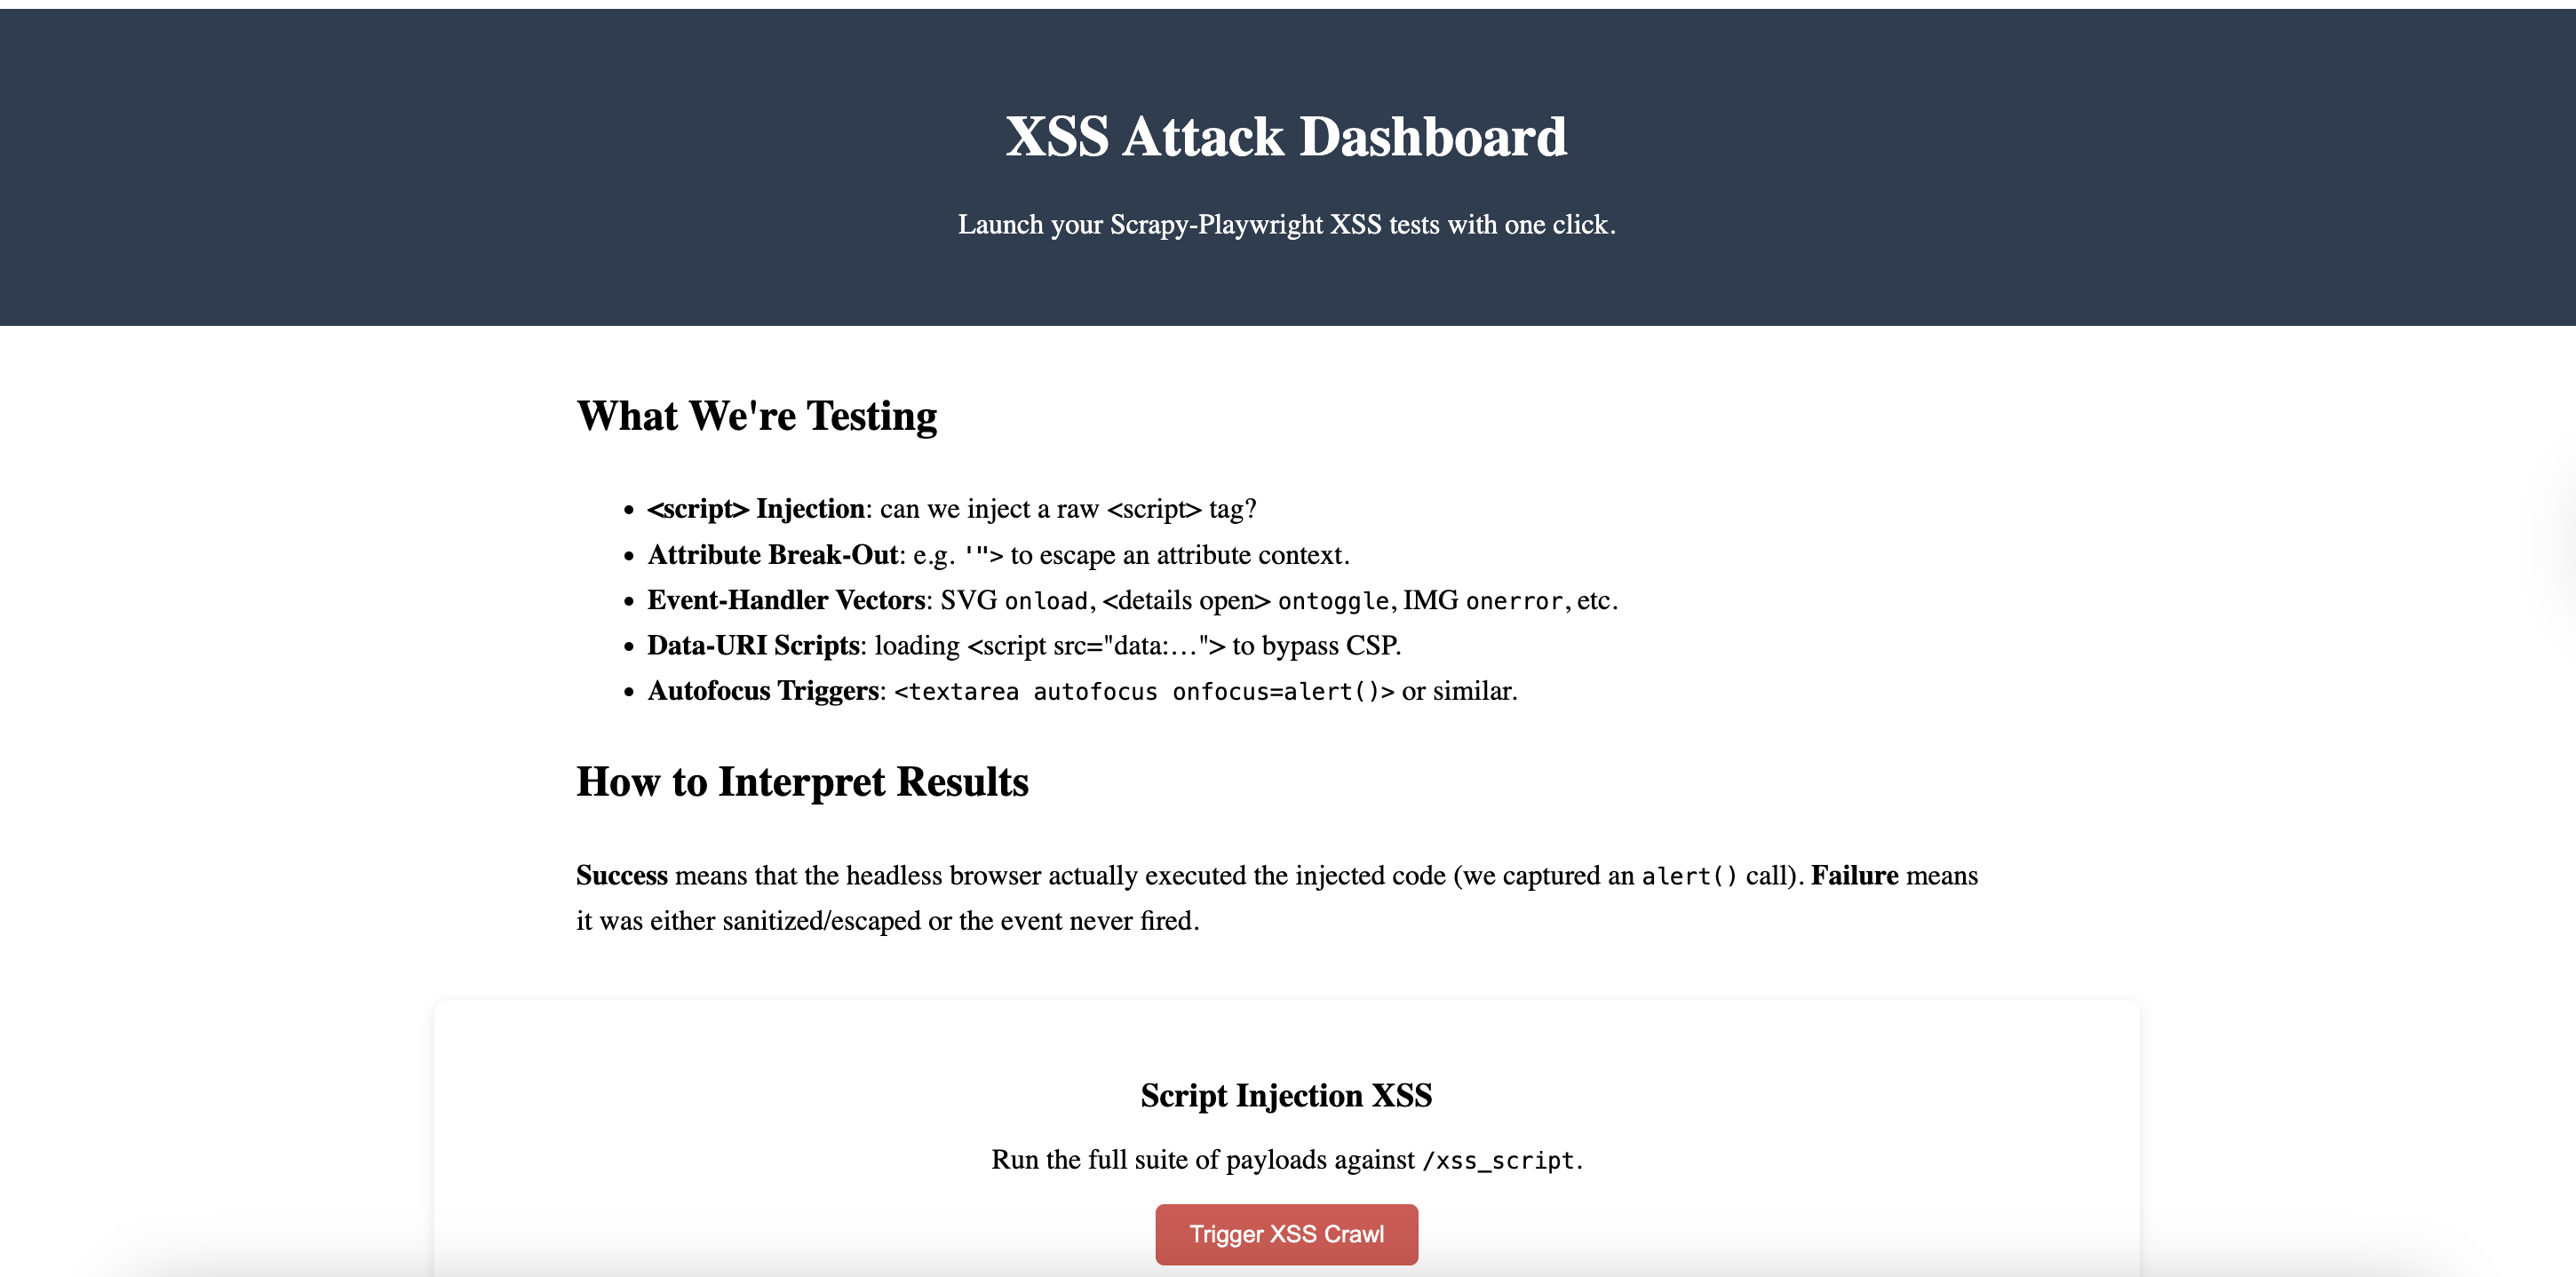 XSS Attack Dashboard
Launch your Scrapy-Playwright XSS tests with one click.
What We're Testing
• <script> Injection: can we inject a raw <script> tag?
• Attribute Break-Out: e.g. '"> to escape an attribute context.
• Event-Handler Vectors: SVG onload, <details open> ontoggle, IMG onerror, etc.
• Data-URI Scripts: loading <script src="data:…"> to bypass CSP.
• Autofocus Triggers: <textarea autofocus onfocus=alert()> or similar.
How to Interpret Results
Success means that the headless browser actually executed the injected code (we captured an alert() call). Failure means
it was either sanitized/escaped or the event never fired.
Script Injection XSS
Run the full suite of payloads against /xss_script.
Trigger XSS Crawl